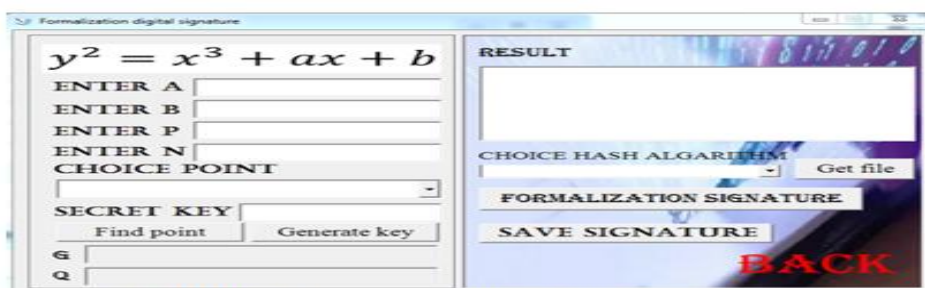 Formalization digital signature
y² = x³ + ax + b
ENTER A
ENTER B
ENTER P
ENTER N
CHOICE POINT
SECRET KEY
Find point Generate key
G
Q
RESULT
CHOICE HASH ALGARITHM
Get file
FORMALIZATION SIGNATURE
SAVE SIGNATURE
BACK